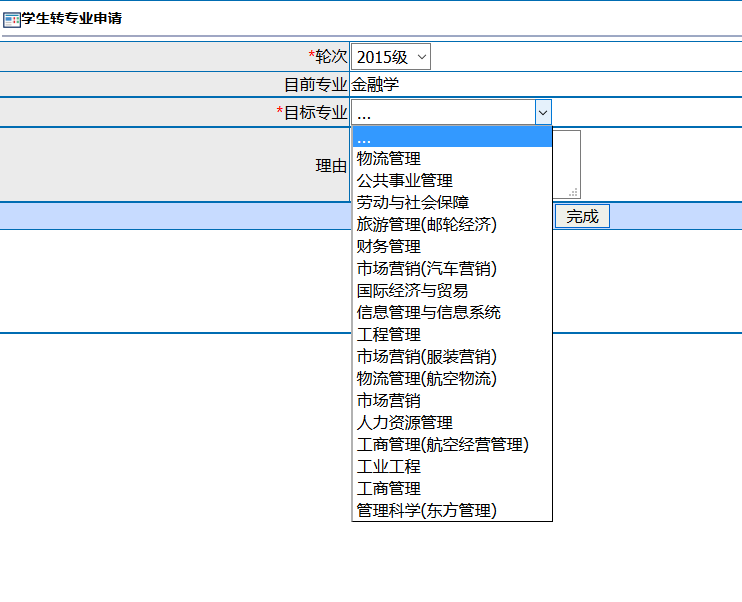 学生转专业申请
*轮次 2015级
目前专业 金融学
*目标专业 ...
...
理由
物流管理
公共事业管理
劳动与社会保障
完成
旅游管理(邮轮经济)
财务管理
市场营销(汽车营销)
国际经济与贸易
信息管理与信息系统
工程管理
市场营销(服装营销)
物流管理(航空物流)
市场营销
人力资源管理
工商管理(航空经营管理)
工业工程
工商管理
管理科学(东方管理)